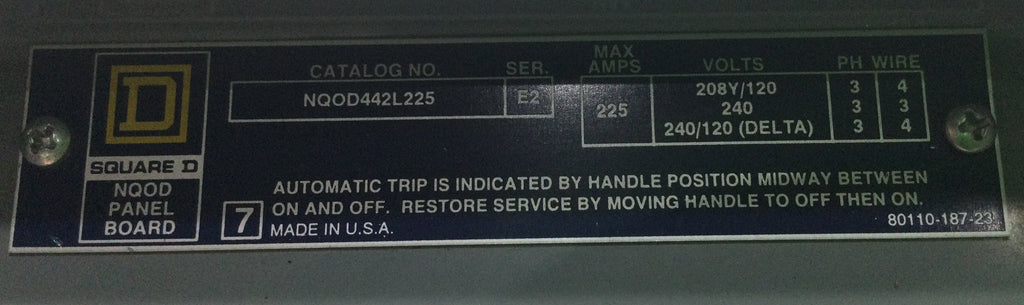 D
SQUARE D
NQOD
PANEL
BOARD
CATALOG NO. SER.
NQOD442L225 E2
MAX
AMPS VOLTS PH WIRE
225
208Y/120 3 4
240 3 3
240/120 (DELTA) 3 4
AUTOMATIC TRIP IS INDICATED BY HANDLE POSITION MIDWAY BETWEEN
ON AND OFF. RESTORE SERVICE BY MOVING HANDLE TO OFF THEN ON.
7 MADE IN U.S.A. 80110-187-23